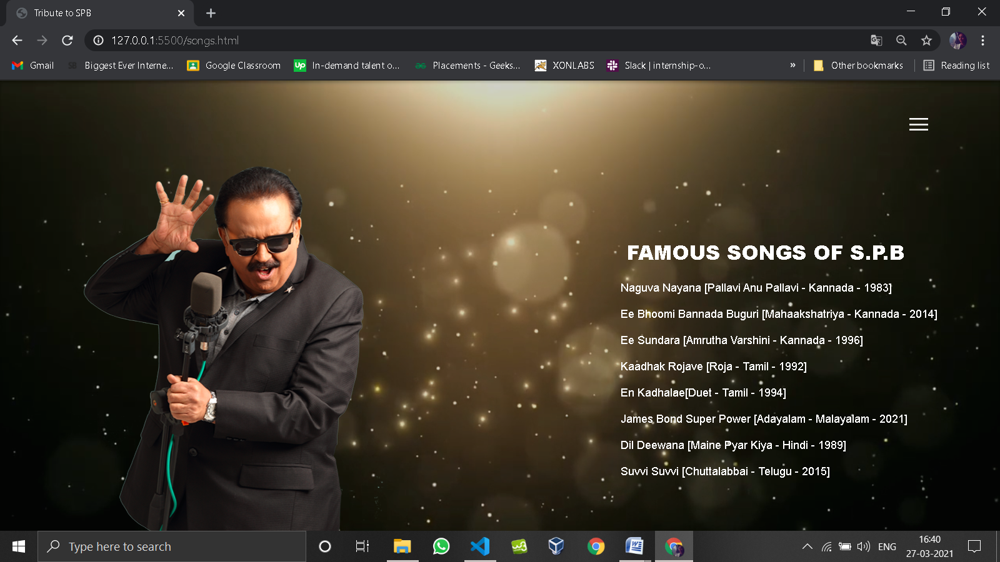 Tribute to SPB
127.0.0.1:5500/songs.html
Gmail
SB Biggest Ever Interne...
Google Classroom
Up In-demand talent o...
Placements - Geeks...
XONLABS
Slack | internship-o...
»
Other bookmarks
Reading list
FAMOUS SONGS OF S.P.B
Naguva Nayana [Pallavi Anu Pallavi - Kannada - 1983]
Ee Bhoomi Bannada Buguri [Mahaakshatriya - Kannada - 2014]
Ee Sundara [Amrutha Varshini - Kannada - 1996]
Kaadhak Rojave [Roja - Tamil - 1992]
En Kadhalae[Duet - Tamil - 1994]
James Bond Super Power [Adayalam - Malayalam - 2021]
Dil Deewana [Maine Pyar Kiya - Hindi - 1989]
Suvvi Suvvi [Chuttalabbai - Telugu - 2015]
Type here to search
ENG
16:40
27-03-2021